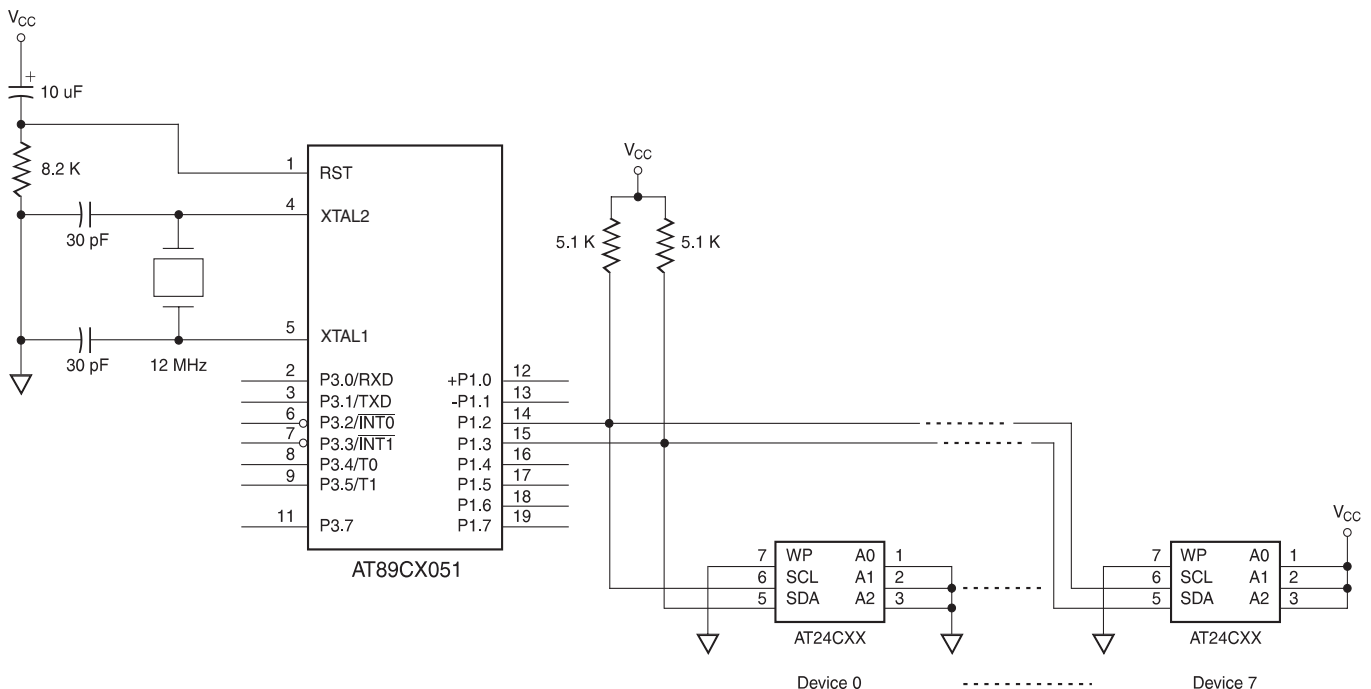 VCC
+
10 uF
8.2 K
30 pF
30 pF
12 MHz
1 RST
4 XTAL2
5 XTAL1
2 P3.0/RXD
3 P3.1/TXD
6 P3.2/INT0
7 P3.3/INT1
8 P3.4/T0
9 P3.5/T1
11 P3.7
+P1.0 12
-P1.1 13
P1.2 14
P1.3 15
P1.4 16
P1.5 17
P1.6 18
P1.7 19
AT89CX051
VCC
5.1 K 5.1 K
7 WP A0 1
6 SCL A1 2
5 SDA A2 3
AT24CXX
Device 0
VCC
7 WP A0 1
6 SCL A1 2
5 SDA A2 3
AT24CXX
Device 7